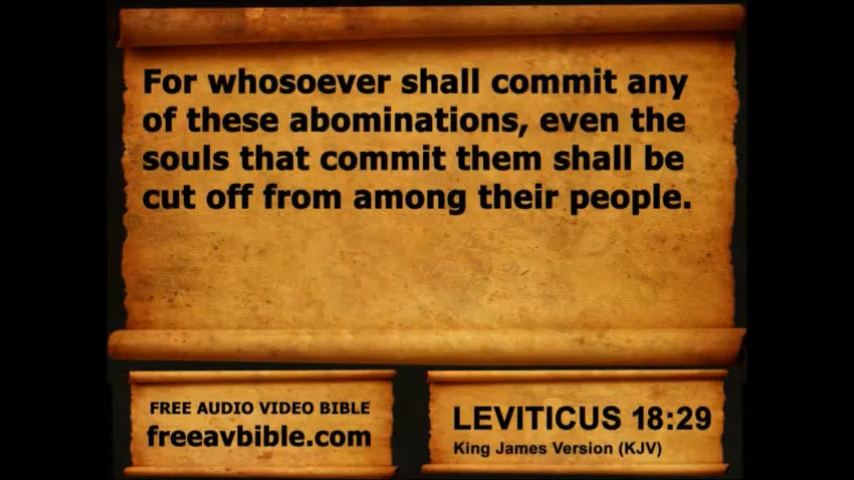 For whosoever shall commit any
of these abominations, even the
souls that commit them shall be
cut off from among their people.
FREE AUDIO VIDEO BIBLE
freeavbible.com
LEVITICUS 18:29
King James Version (KJV)